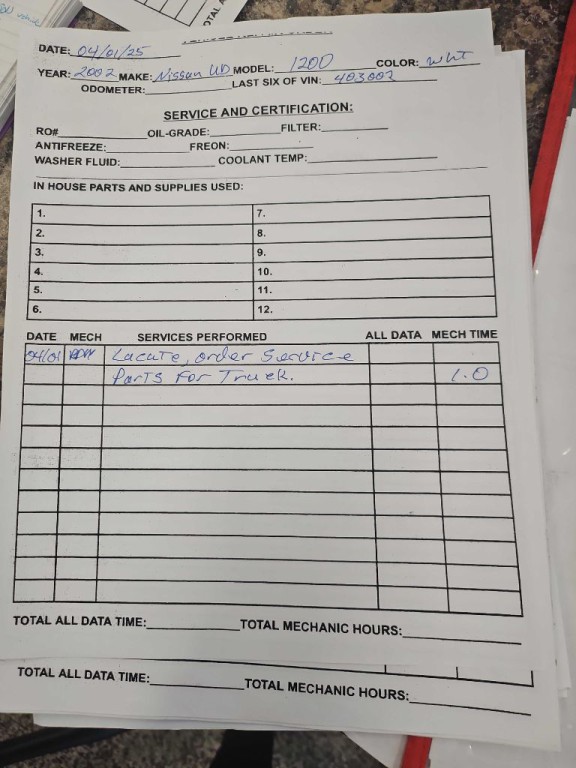 DATE: 04/01/25
YEAR: 2002 MAKE: Nissan UD MODEL: 1200 COLOR: wht
ODOMETER: LAST SIX OF VIN: 403002
SERVICE AND CERTIFICATION:
RO# OIL-GRADE: FILTER:
ANTIFREEZE: FREON:
WASHER FLUID: COOLANT TEMP:
IN HOUSE PARTS AND SUPPLIES USED:
1. 7.
2. 8.
3. 9.
4. 10.
5. 11.
6. 12.
DATE MECH SERVICES PERFORMED ALL DATA MECH TIME
04/01 Lacate, order Service
Parts For Truck. 1.0
TOTAL ALL DATA TIME: TOTAL MECHANIC HOURS:
TOTAL ALL DATA TIME: TOTAL MECHANIC HOURS: